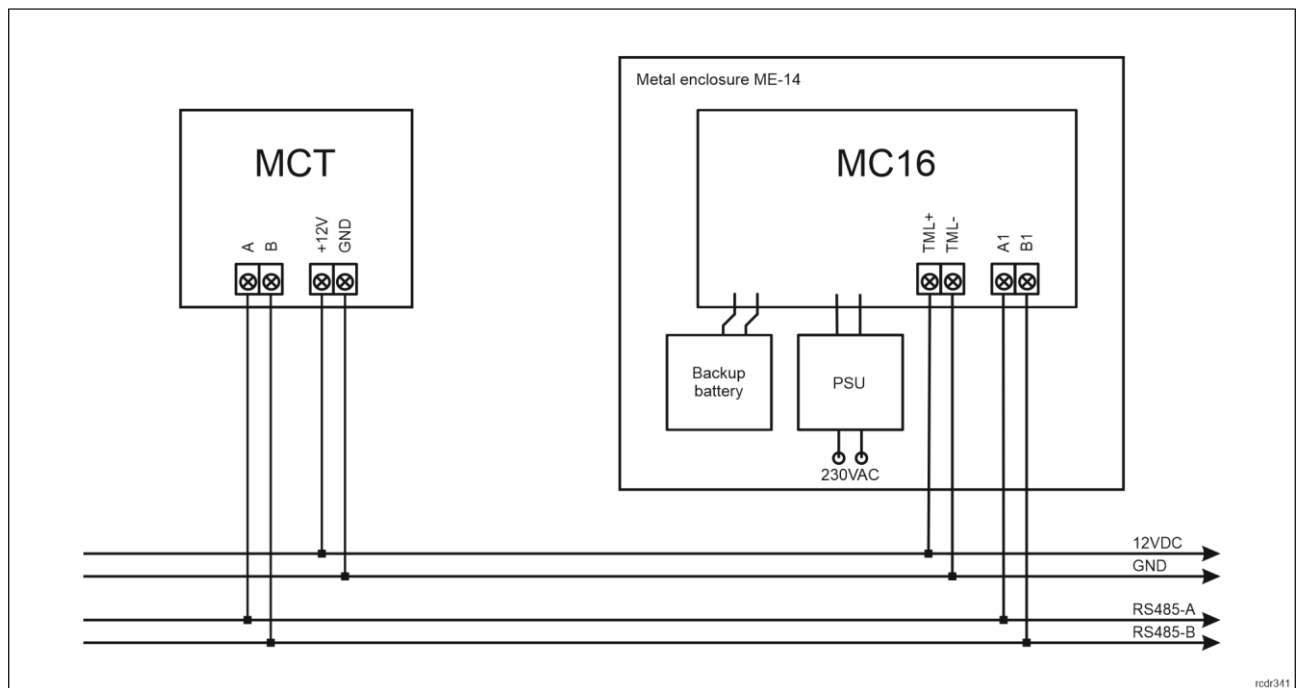 Metal enclosure ME-14
MCT
MC16
A
B
+12V
GND
TML+
TML-
A1
B1
Backup
battery
PSU
230VAC
12VDC
GND
RS485-A
RS485-B
rcdr341